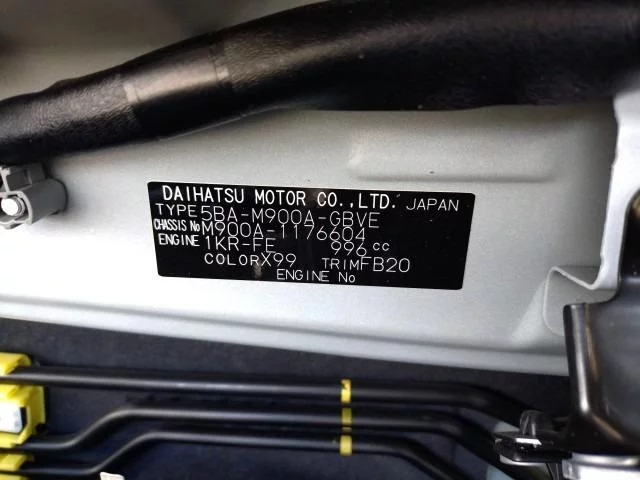 DAIHATSU MOTOR CO.,LTD. JAPAN
TYPE 5BA-M900A-GBVE
CHASSIS No M900A-1176604
ENGINE 1KR-FE 996 cc
COLOR X99 TRIM FB20
ENGINE No